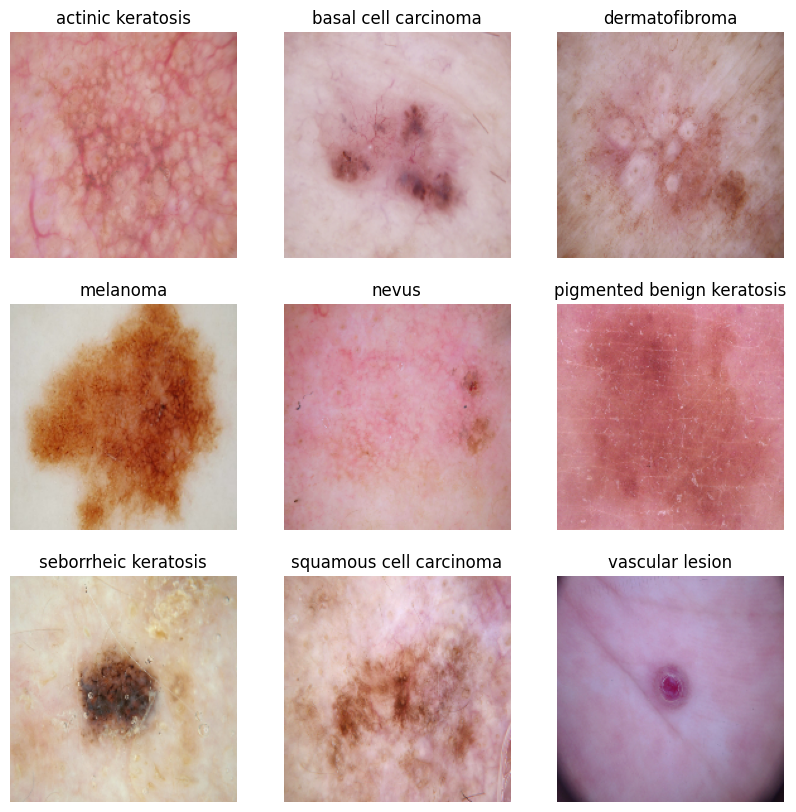 actinic keratosis
basal cell carcinoma
dermatofibroma
melanoma
nevus
pigmented benign keratosis
seborrheic keratosis
squamous cell carcinoma
vascular lesion